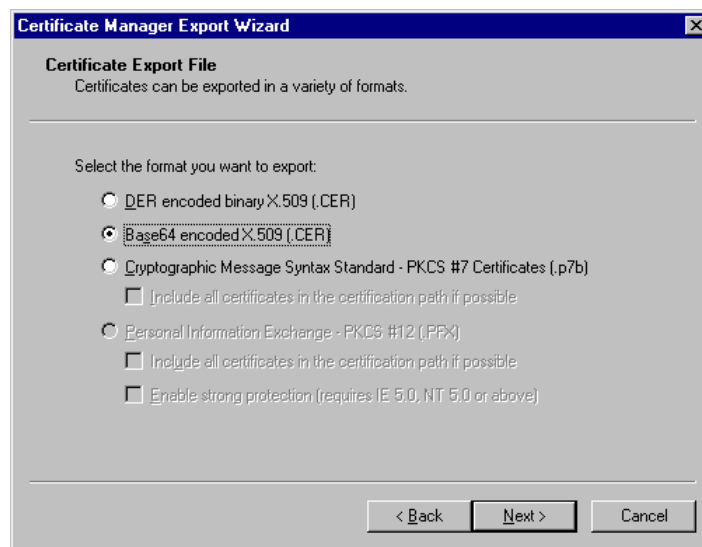 Certificate Manager Export Wizard
Certificate Export File
Certificates can be exported in a variety of formats.
Select the format you want to export:
DER encoded binary X.509 (.CER)
Base64 encoded X.509 (.CER)
Cryptographic Message Syntax Standard - PKCS #7 Certificates (.p7b)
Include all certificates in the certification path if possible
Personal Information Exchange - PKCS #12 (.PFX)
Include all certificates in the certification path if possible
Enable strong protection (requires IE 5.0, NT 5.0 or above)
< Back Next > Cancel